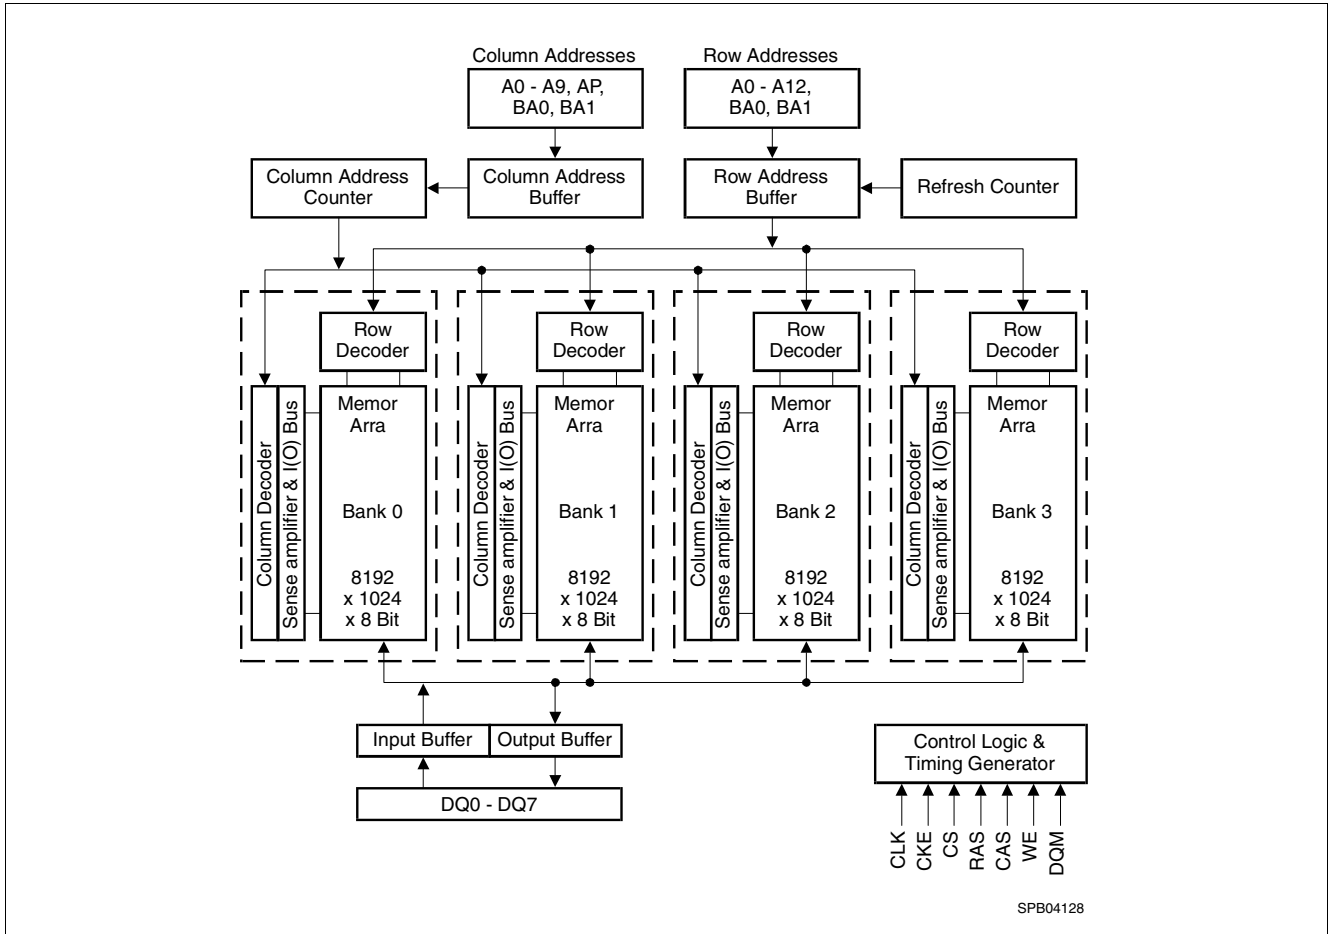 Column Addresses
Row Addresses
A0 - A9, AP,
BA0, BA1
A0 - A12,
BA0, BA1
Column Address
Counter
Column Address
Buffer
Row Address
Buffer
Refresh Counter
Row
Decoder
Row
Decoder
Row
Decoder
Row
Decoder
Column Decoder
Sense amplifier & I(O) Bus
Memor
Arra
Bank 0
8192
x 1024
x 8 Bit
Column Decoder
Sense amplifier & I(O) Bus
Memor
Arra
Bank 1
8192
x 1024
x 8 Bit
Column Decoder
Sense amplifier & I(O) Bus
Memor
Arra
Bank 2
8192
x 1024
x 8 Bit
Column Decoder
Sense amplifier & I(O) Bus
Memor
Arra
Bank 3
8192
x 1024
x 8 Bit
Input Buffer
Output Buffer
DQ0 - DQ7
Control Logic &
Timing Generator
CLK
CKE
CS
RAS
CAS
WE
DQM
SPB04128